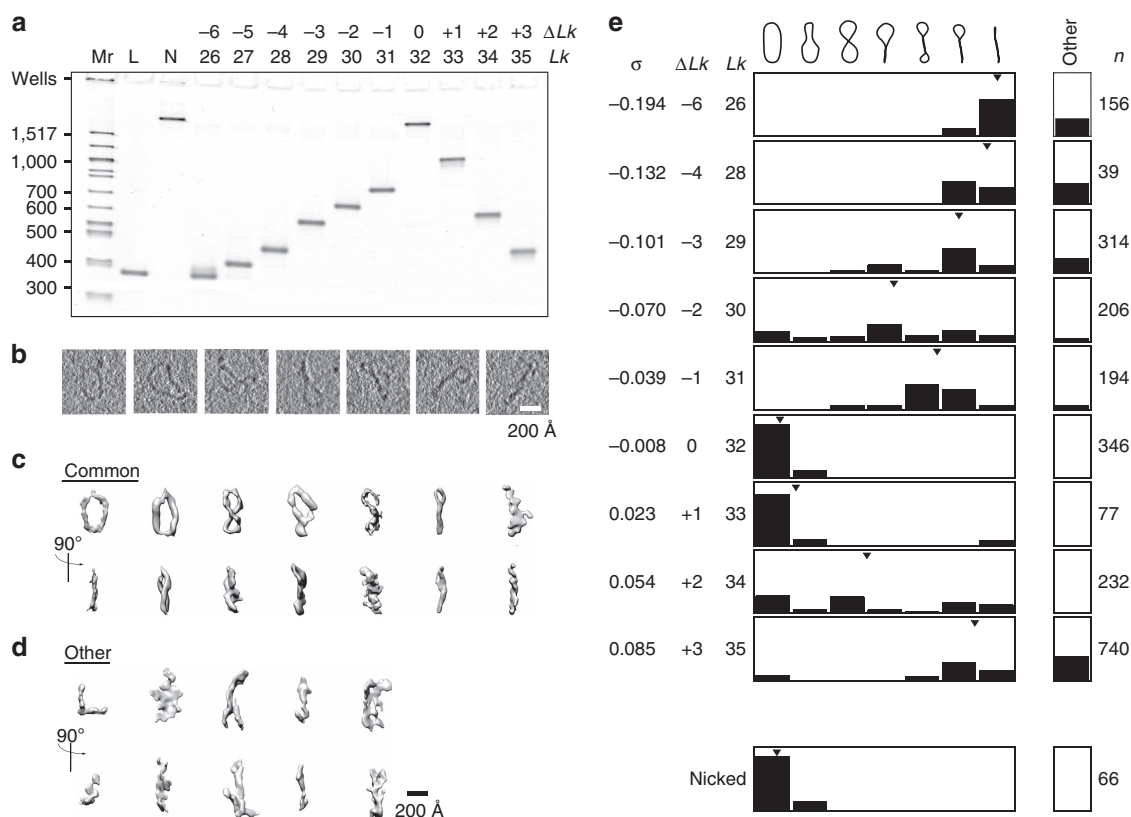 a
–6 –5 –4 –3 –2 –1 0 +1 +2 +3 ΔLk
Mr L N 26 27 28 29 30 31 32 33 34 35 Lk
Wells
1,517
1,000
700
600
500
400
300
b
200 Å
c
Common
90°
d
Other
90°
200 Å
e
Other
σ ΔLk Lk n
–0.194 –6 26 156
–0.132 –4 28 39
–0.101 –3 29 314
–0.070 –2 30 206
–0.039 –1 31 194
–0.008 0 32 346
0.023 +1 33 77
0.054 +2 34 232
0.085 +3 35 740
Nicked 66